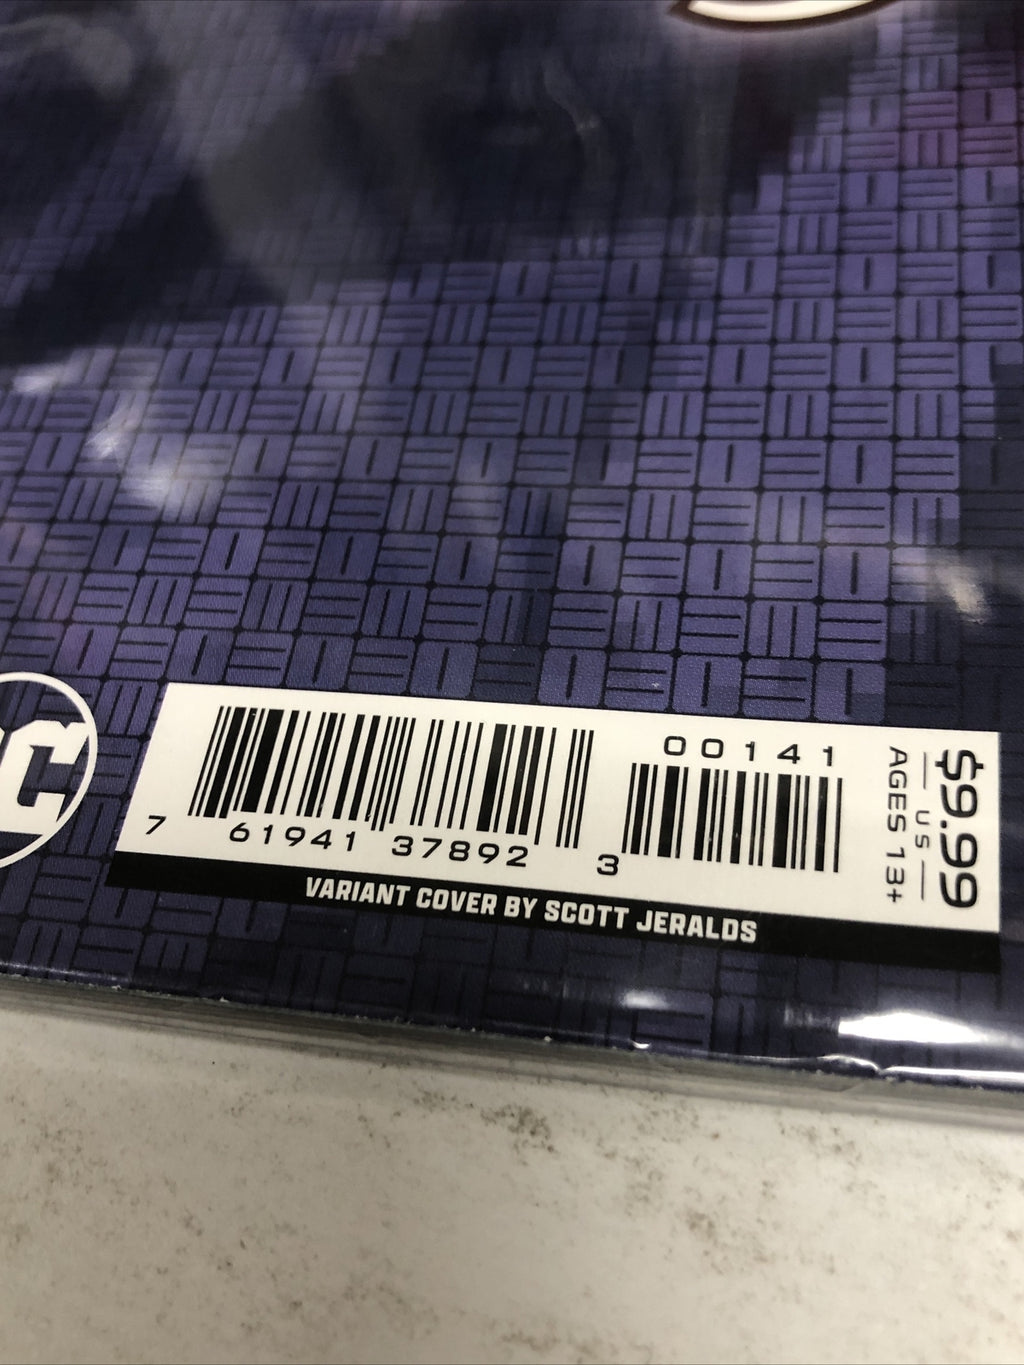 00141
7 61941 37892 3
$9.99
US
AGES 13+
VARIANT COVER BY SCOTT JERALDS